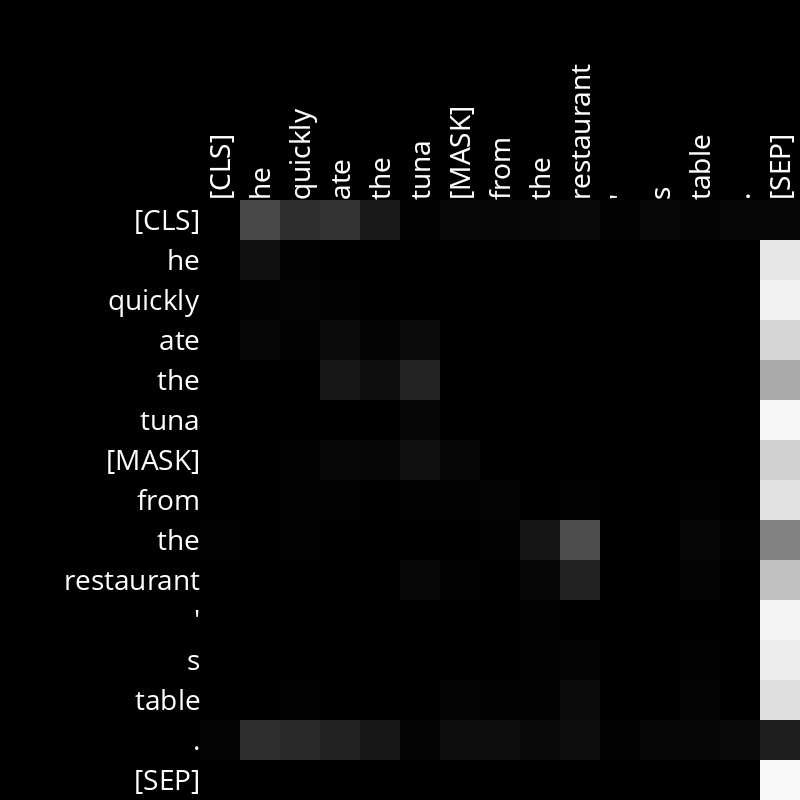 [CLS] he quickly ate the tuna [MASK] from the restaurant ' s table . [SEP]
[CLS]
he
quickly
ate
the
tuna
[MASK]
from
the
restaurant
'
s
table
.
[SEP]